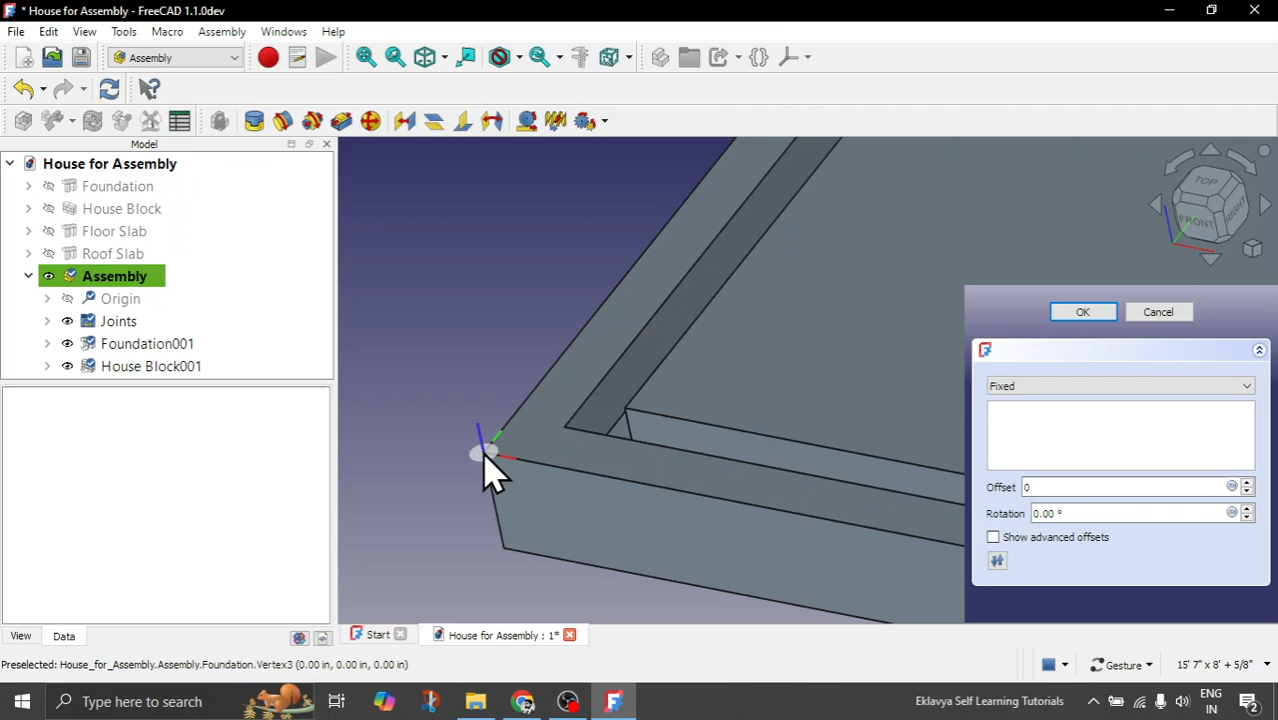 * House for Assembly - FreeCAD 1.1.0dev
File Edit View Tools Macro Assembly Windows Help
Assembly
Model
House for Assembly
Foundation
House Block
Floor Slab
Roof Slab
Assembly
Origin
Joints
Foundation001
House Block001
TOP
FRONT
RIGHT
OK Cancel
Fixed
Offset 0
Rotation 0.00 °
Show advanced offsets
View Data
Start House for Assembly : 1*
Preselected: House_for_Assembly.Assembly.Foundation.Vertex3 (0.00 in, 0.00 in, 0.00 in)
Gesture 15' 7" x 8' + 5/8"
Type here to search
Eklavya Self Learning Tutorials
ENG
IN
2